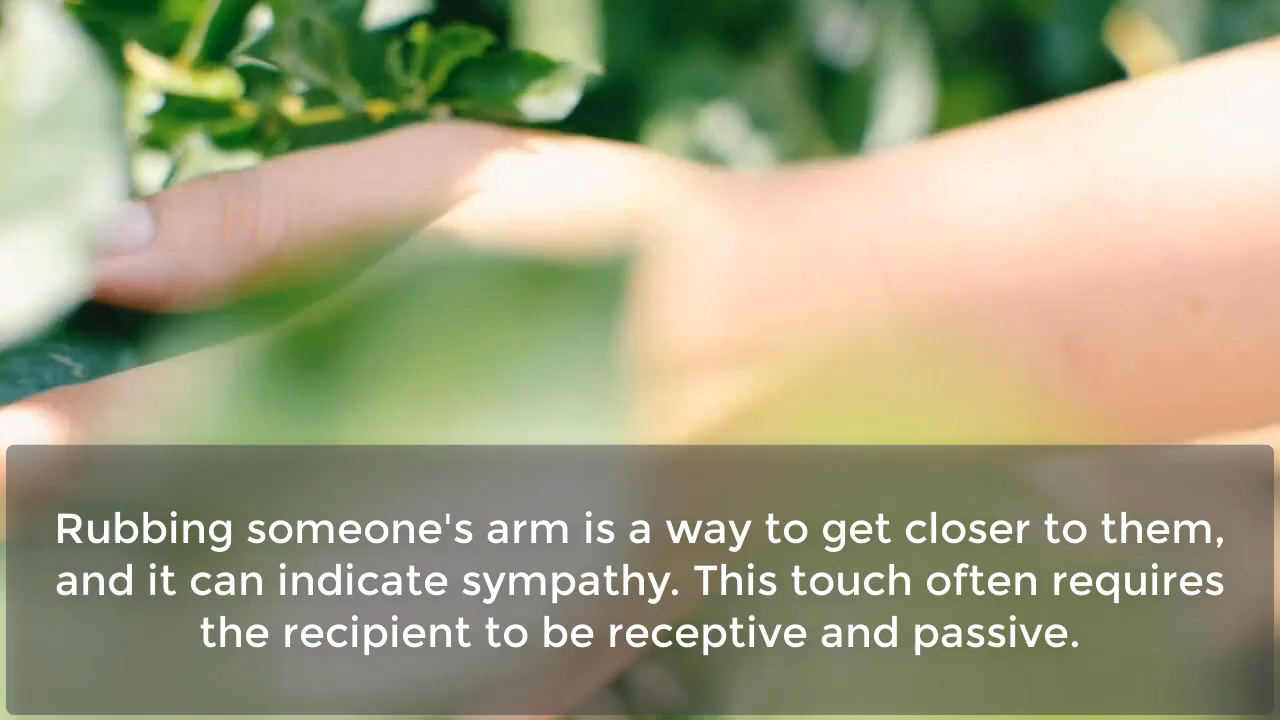 Rubbing someone's arm is a way to get closer to them,
and it can indicate sympathy. This touch often requires
the recipient to be receptive and passive.